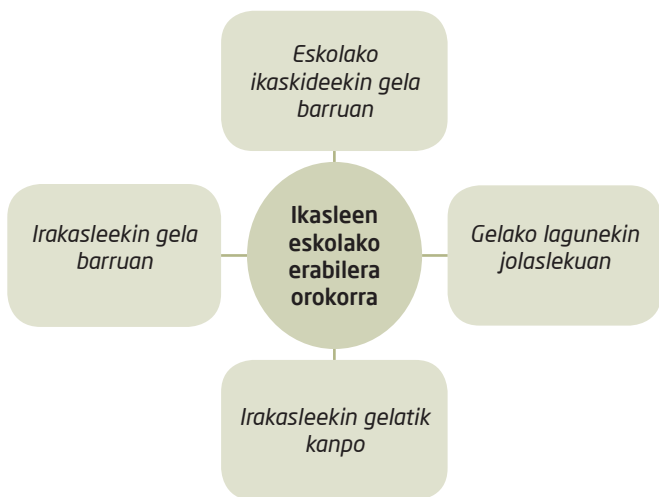 Eskolako
ikaskideekin gela
barruan
Irakasleekin gela
barruan
Ikasleen
eskolako
erabilera
orokorra
Gelako lagunekin
jolaslekuan
Irakasleekin gelatik
kanpo